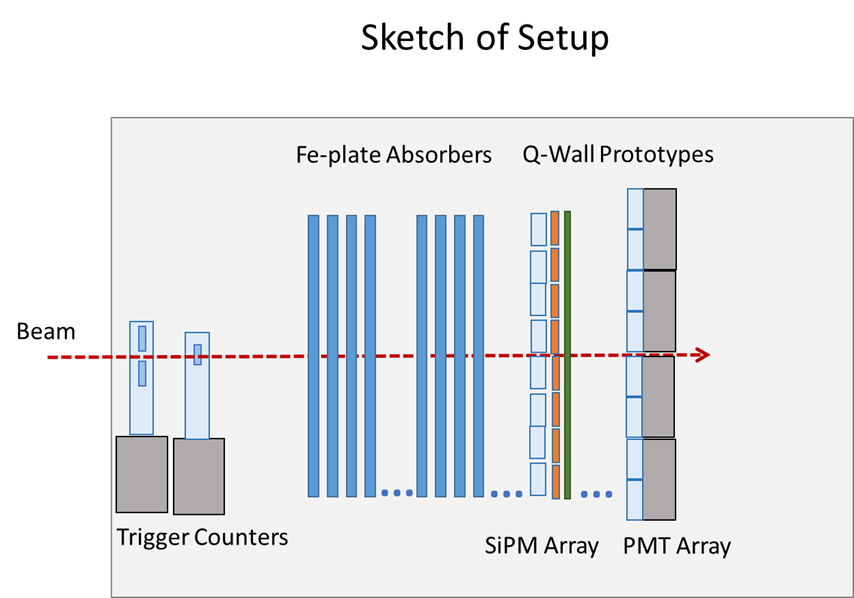 Sketch of Setup
Fe-plate Absorbers
Q-Wall Prototypes
Beam
Trigger Counters
SiPM Array
PMT Array